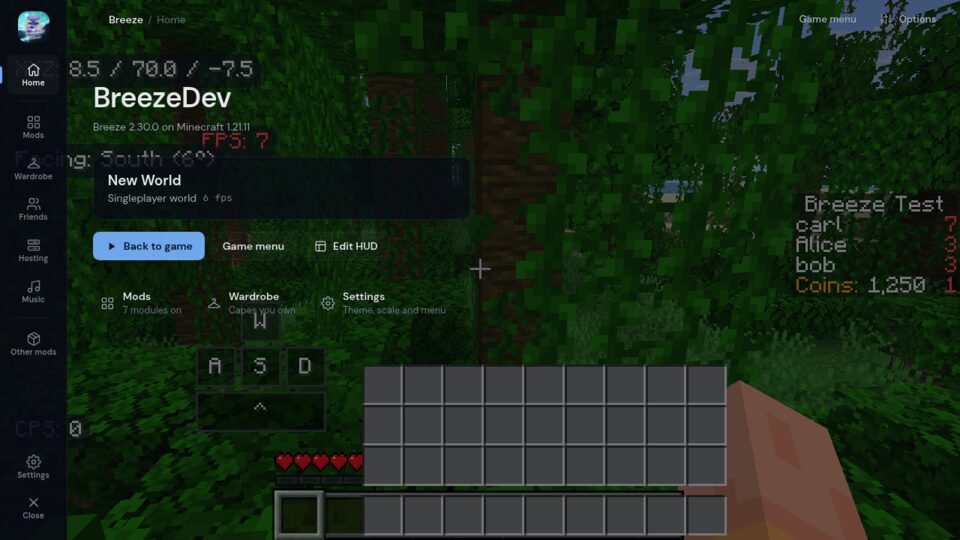 Breeze / Home
Game menu
Options
XYZ: 8.5 / 70.0 / -7.5
Home
BreezeDev
Breeze 2.30.0 on Minecraft 1.21.11
FPS: 7
Mods
Facing: South (6°)
Wardrobe
New World
Singleplayer world 6 fps
Friends
Breeze Test
carl 7
Alice 3
bob 3
Coins: 1,250 1
Back to game
Game menu
Edit HUD
Hosting
Music
Mods
7 modules on
Wardrobe
Capes you own
Settings
Theme, scale and menu
W
Other mods
A S D
^
CPS: 0
Settings
Close